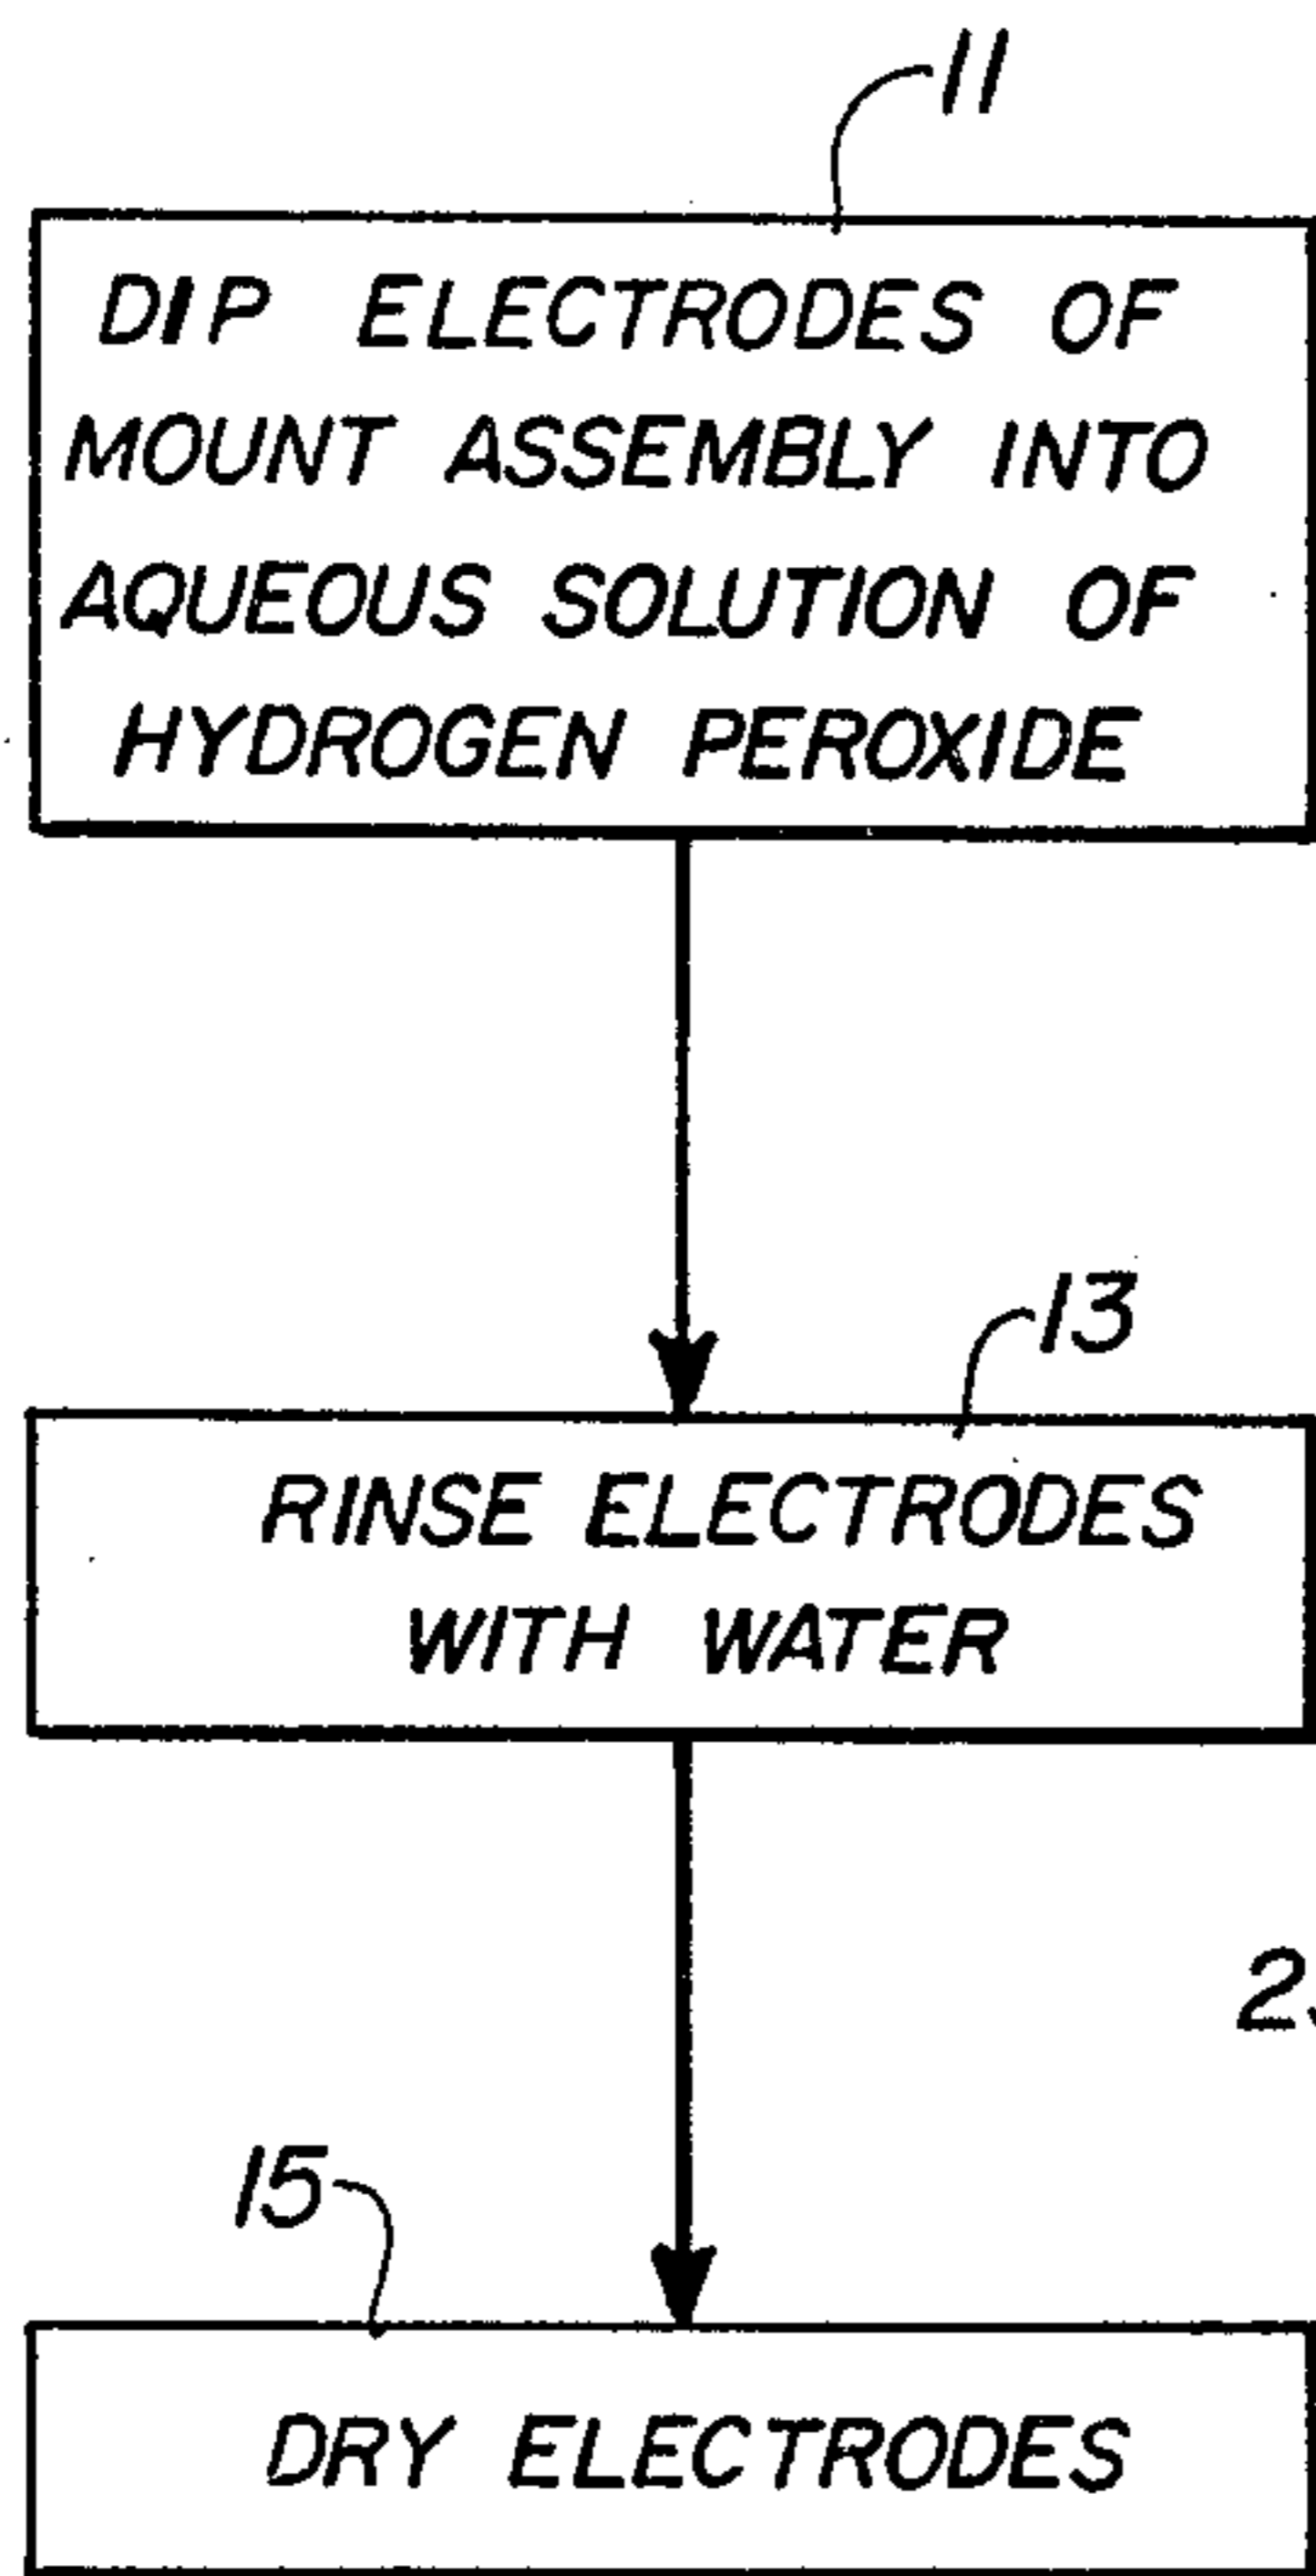 11
DIP ELECTRODES OF
MOUNT ASSEMBLY INTO
AQUEOUS SOLUTION OF
HYDROGEN PEROXIDE
13
RINSE ELECTRODES
WITH WATER
15
DRY ELECTRODES